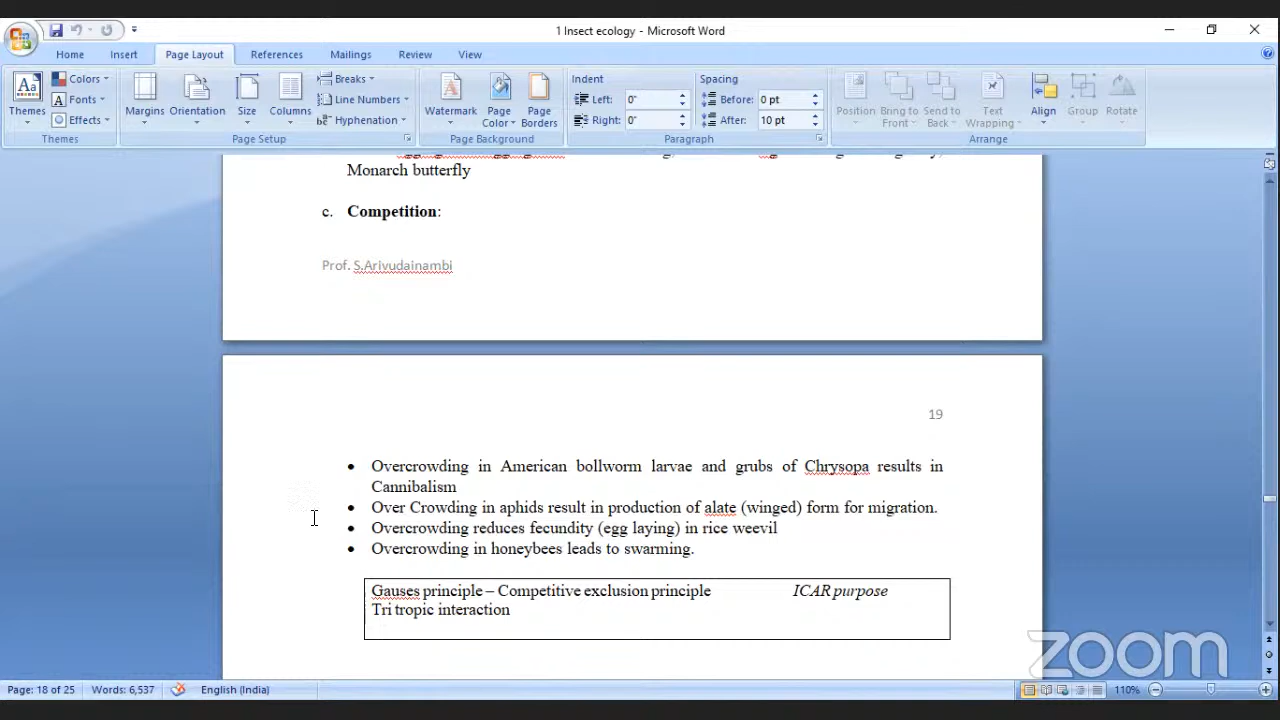 1 Insect ecology - Microsoft Word
Home Insert Page Layout References Mailings Review View
Themes Colors Fonts Effects Themes
Margins Orientation Size Columns Breaks Line Numbers Hyphenation Page Setup
Watermark Page Color Page Borders Page Background
Indent Left: 0" Right: 0"
Spacing Before: 0 pt After: 10 pt
Paragraph
Position Bring to Front Send to Back Text Wrapping Align Group Rotate
Arrange
Monarch butterfly
c. Competition:
Prof. S.Arivudainambi
19
• Overcrowding in American bollworm larvae and grubs of Chrysopa results in
Cannibalism
• Over Crowding in aphids result in production of alate (winged) form for migration.
• Overcrowding reduces fecundity (egg laying) in rice weevil
• Overcrowding in honeybees leads to swarming.
Gauses principle – Competitive exclusion principle ICAR purpose
Tri tropic interaction
zoom
Page: 18 of 25 Words: 6,537 English (India) 110%